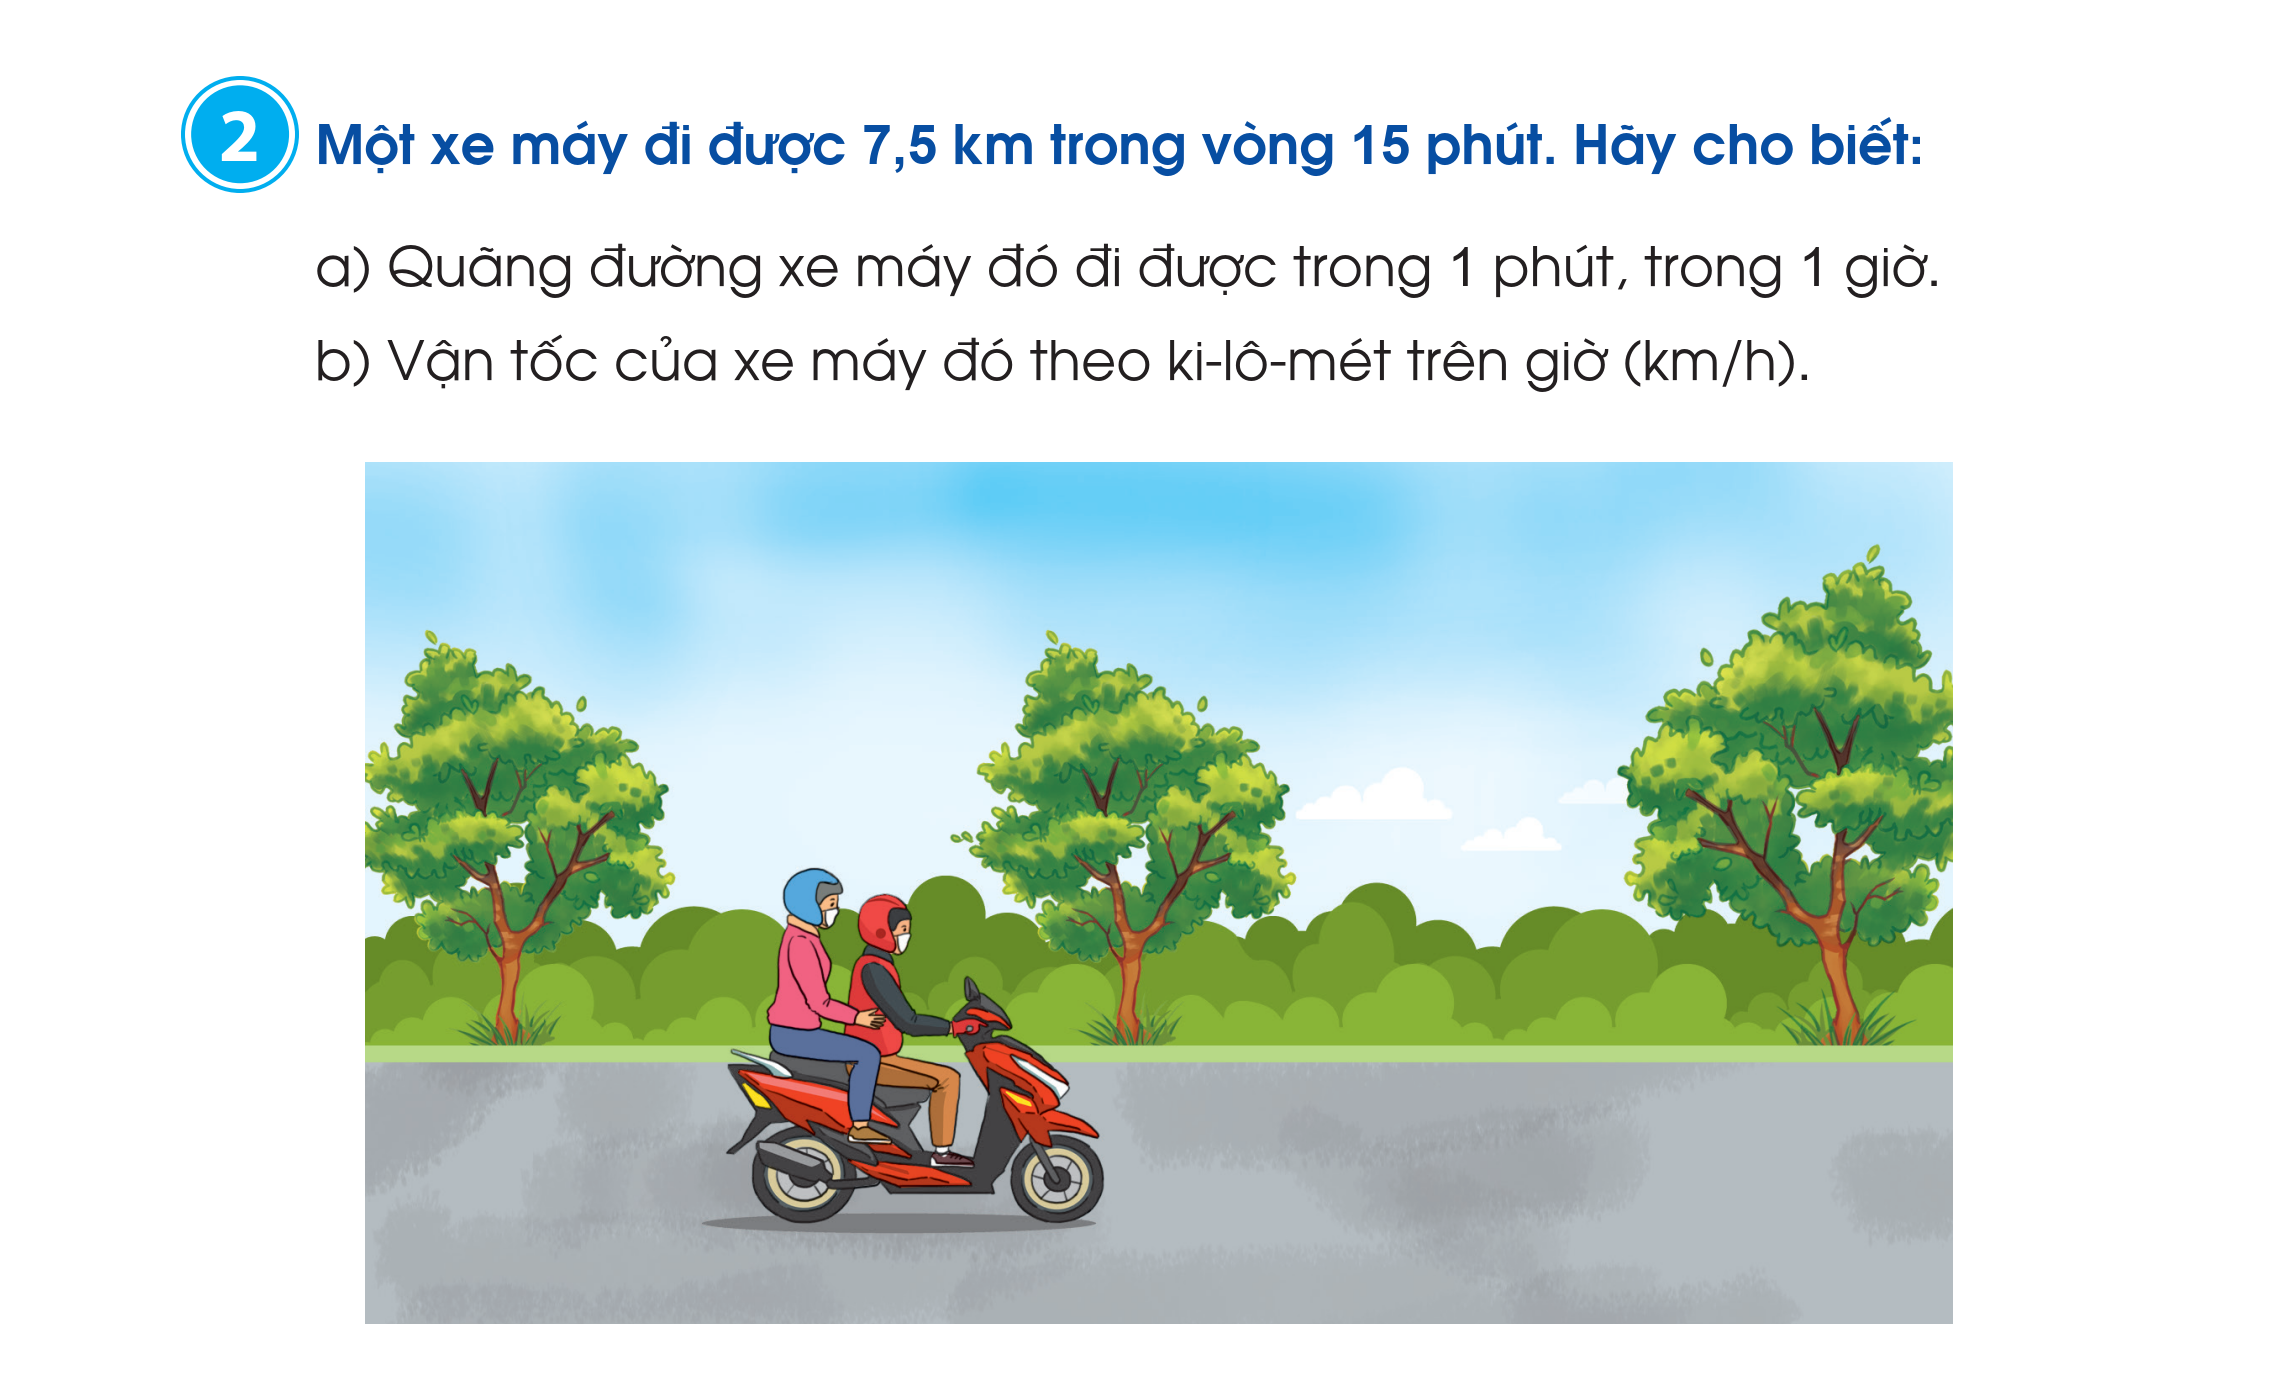 2 Một xe máy đi được 7,5 km trong vòng 15 phút. Hãy cho biết:
a) Quãng đường xe máy đó đi được trong 1 phút, trong 1 giờ.
b) Vận tốc của xe máy đó theo ki-lô-mét trên giờ (km/h).